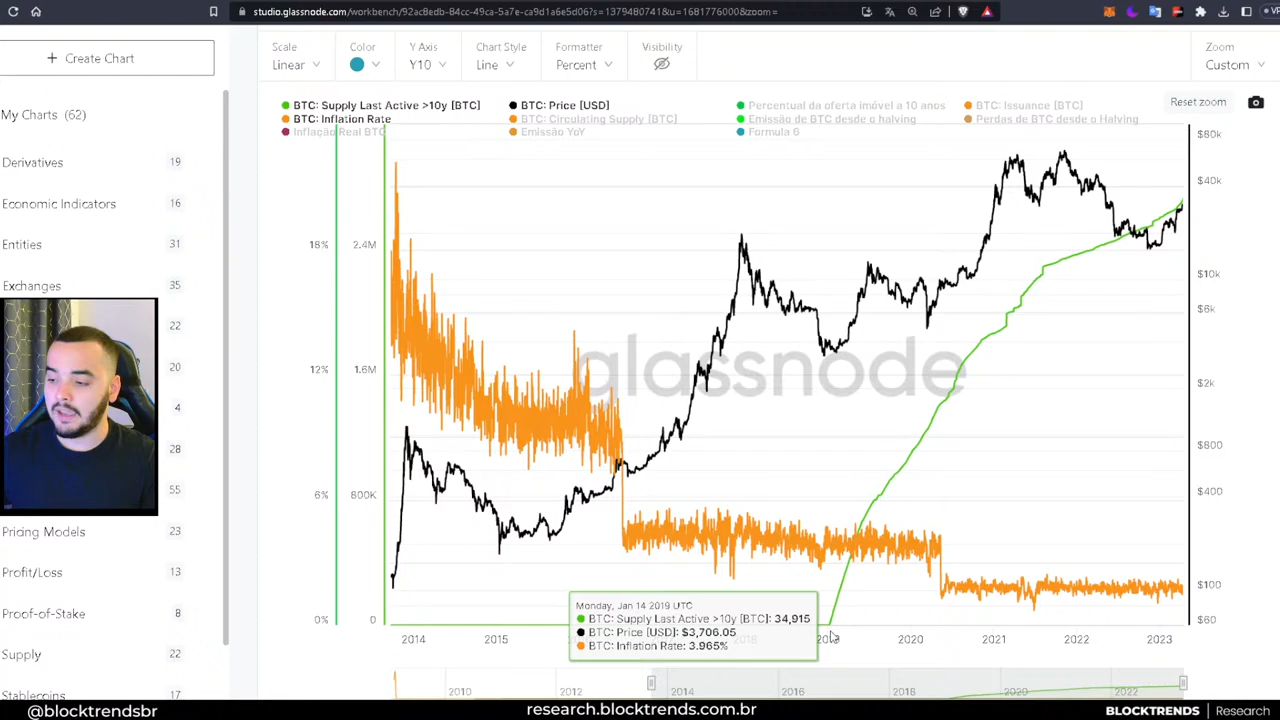 studio.glassnode.com/workbench/92ac8edb-84cc-49ca-5a7e-ca9d1a6e5d06?s=1379480741&u=1681776000&zoom=
+ Create Chart
Scale
Linear
Color
Y Axis
Y10
Chart Style
Line
Formatter
Percent
Visibility
Zoom
Custom
My Charts (62)
Derivatives 19
Economic Indicators 16
Entities 31
Exchanges 35
22
20
4
28
55
Pricing Models 23
Profit/Loss 13
Proof-of-Stake 8
Supply 22
Stablecoins 17
BTC: Supply Last Active >10y [BTC] BTC: Price [USD] Percentual da oferta imóvel a 10 anos BTC: Issuance [BTC]
BTC: Inflation Rate BTC: Circulating Supply [BTC] Emissão de BTC desde o halving Perdas de BTC desde o Halving
Inflação Real BTC Emissão YoY Formula 6
Reset zoom
18%
12%
6%
0%
2.4M
1.6M
800K
0
$80k
$40k
$10k
$6k
$2k
$800
$400
$100
$60
glassnode
Monday, Jan 14 2019 UTC
BTC: Supply Last Active >10y [BTC]: 34,915
BTC: Price [USD]: $3,706.05
BTC: Inflation Rate: 3.965%
2014 2015 2018 2020 2021 2022 2023
2010 2012 2014 2016 2018 2020 2022
@blocktrendsbr
research.blocktrends.com.br
BLOCKTRENDS | Research